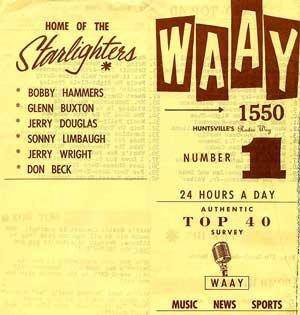 HOME OF THE
Starlighters
* BOBBY HAMMERS
* GLENN BUXTON
* JERRY DOUGLAS
* SONNY LIMBAUGH
* JERRY WRIGHT
* DON BECK
WAAY
1550
HUNTSVILLE'S Radio Way
NUMBER 1
24 HOURS A DAY
AUTHENTIC
TOP 40
SURVEY
WAAY
MUSIC NEWS SPORTS